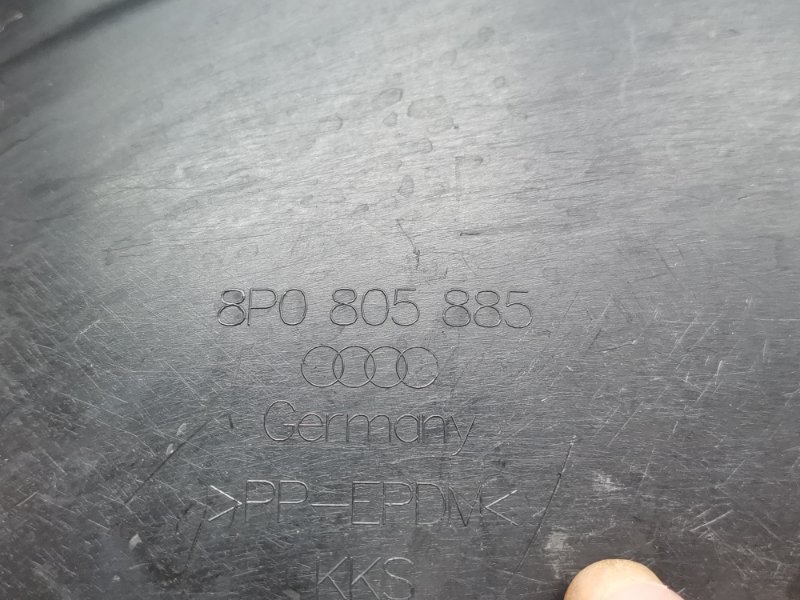 8P0 805 885
Germany
>PP-EPDM<
KKS